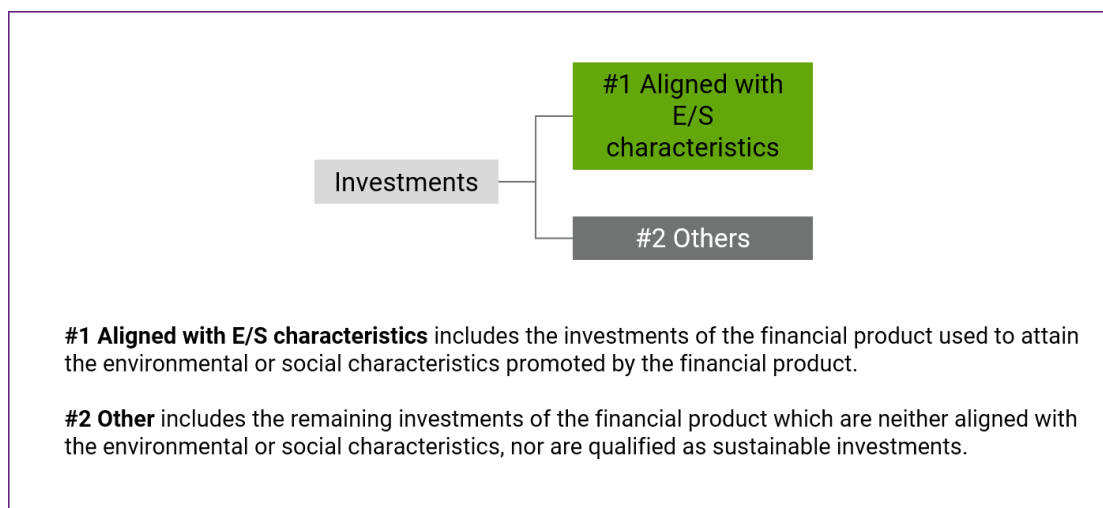 #1 Aligned with
E/S
characteristics
Investments
#2 Others
#1 Aligned with E/S characteristics includes the investments of the financial product used to attain
the environmental or social characteristics promoted by the financial product.
#2 Other includes the remaining investments of the financial product which are neither aligned with
the environmental or social characteristics, nor are qualified as sustainable investments.